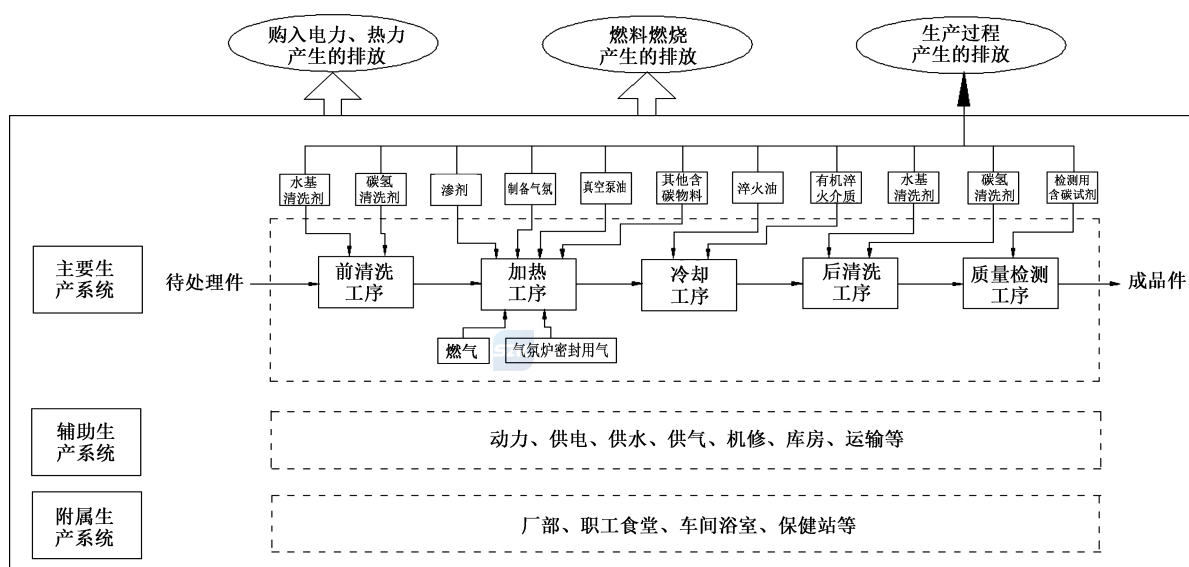 购入电力、热力
产生的排放
燃料燃烧
产生的排放
生产过程
产生的排放
水基
清洗剂
碳氢
清洗剂
渗剂
制备气氛
真空泵油
其他含
碳物料
淬火油
有机淬
火介质
水基
清洗剂
碳氢
清洗剂
检测用
含碳试剂
主要生
产系统
待处理件
前清洗
工序
加热
工序
冷却
工序
后清洗
工序
质量检测
工序
成品件
燃气
气氛炉密封用气
辅助生
产系统
动力、供电、供水、供气、机修、库房、运输等
附属生
产系统
厂部、职工食堂、车间浴室、保健站等